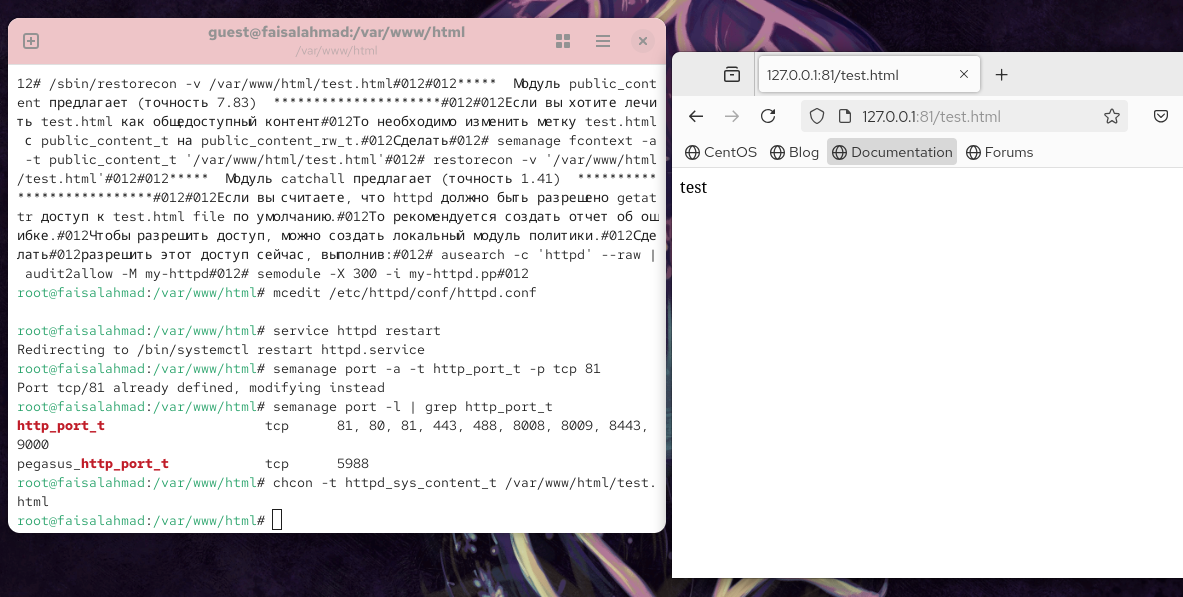 guest@faisalahmad:/var/www/html
/var/www/html
12# /sbin/restorecon -v /var/www/html/test.html#012#012*****  Модуль public_cont
ent предлагает (точность 7.83)  *********************#012#012Если вы хотите лечи
ть test.html как общедоступный контент#012То необходимо изменить метку test.html
 с public_content_t на public_content_rw_t.#012Сделать#012# semanage fcontext -a
 -t public_content_t '/var/www/html/test.html'#012# restorecon -v '/var/www/html
/test.html'#012#012*****  Модуль catchall предлагает (точность 1.41)  **********
*****************#012#012Если вы считаете, что httpd должно быть разрешено getat
tr доступ к test.html file по умолчанию.#012То рекомендуется создать отчет об ош
ибке.#012Чтобы разрешить доступ, можно создать локальный модуль политики.#012Сде
лать#012разрешить этот доступ сейчас, выполнив:#012# ausearch -c 'httpd' --raw |
 audit2allow -M my-httpd#012# semodule -X 300 -i my-httpd.pp#012
root@faisalahmad:/var/www/html# mcedit /etc/httpd/conf/httpd.conf
root@faisalahmad:/var/www/html# service httpd restart
Redirecting to /bin/systemctl restart httpd.service
root@faisalahmad:/var/www/html# semanage port -a -t http_port_t -p tcp 81
Port tcp/81 already defined, modifying instead
root@faisalahmad:/var/www/html# semanage port -l | grep http_port_t
http_port_t                    tcp      81, 80, 81, 443, 488, 8008, 8009, 8443,
9000
pegasus_http_port_t            tcp      5988
root@faisalahmad:/var/www/html# chcon -t httpd_sys_content_t /var/www/html/test.
html
root@faisalahmad:/var/www/html#
127.0.0.1:81/test.html
127.0.0.1:81/test.html
CentOS Blog Documentation Forums
test